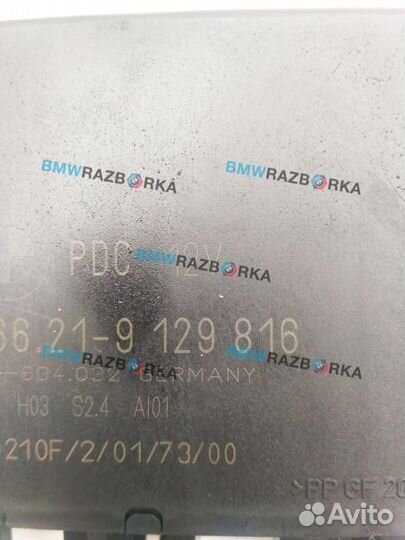 BMWRAZBORKA BMWRAZBORKA
PDC 12V
BMWRAZBORKA
66.21-9 129 816
504.032 GERMANY
BMWRAZBORKA BMWRAZBORKA
H03 S2.4 AI01
210F/2/01/73/00
>PP GF 20
Avito